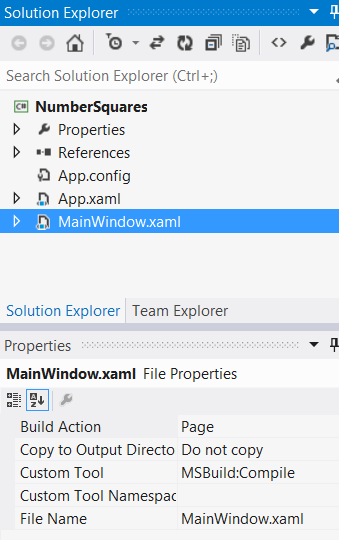 Solution Explorer
Search Solution Explorer (Ctrl+;)
C# NumberSquares
Properties
References
App.config
App.xaml
MainWindow.xaml
Solution Explorer Team Explorer
Properties
MainWindow.xaml File Properties
Build Action Page
Copy to Output Directo Do not copy
Custom Tool MSBuild:Compile
Custom Tool Namespac
File Name MainWindow.xaml